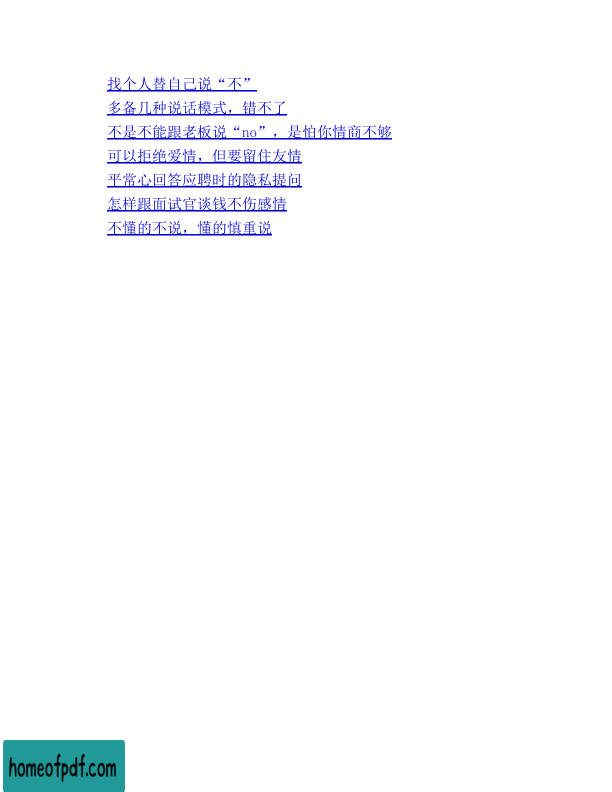 找个人替自己说“不”
多备几种说话模式，错不了
不是不能跟老板说“no”，是怕你情商不够
可以拒绝爱情，但要留住友情
平常心回答应聘时的隐私提问
怎样跟面试官谈钱不伤感情
不懂的不说，懂的慎重说
homeofpdf.com